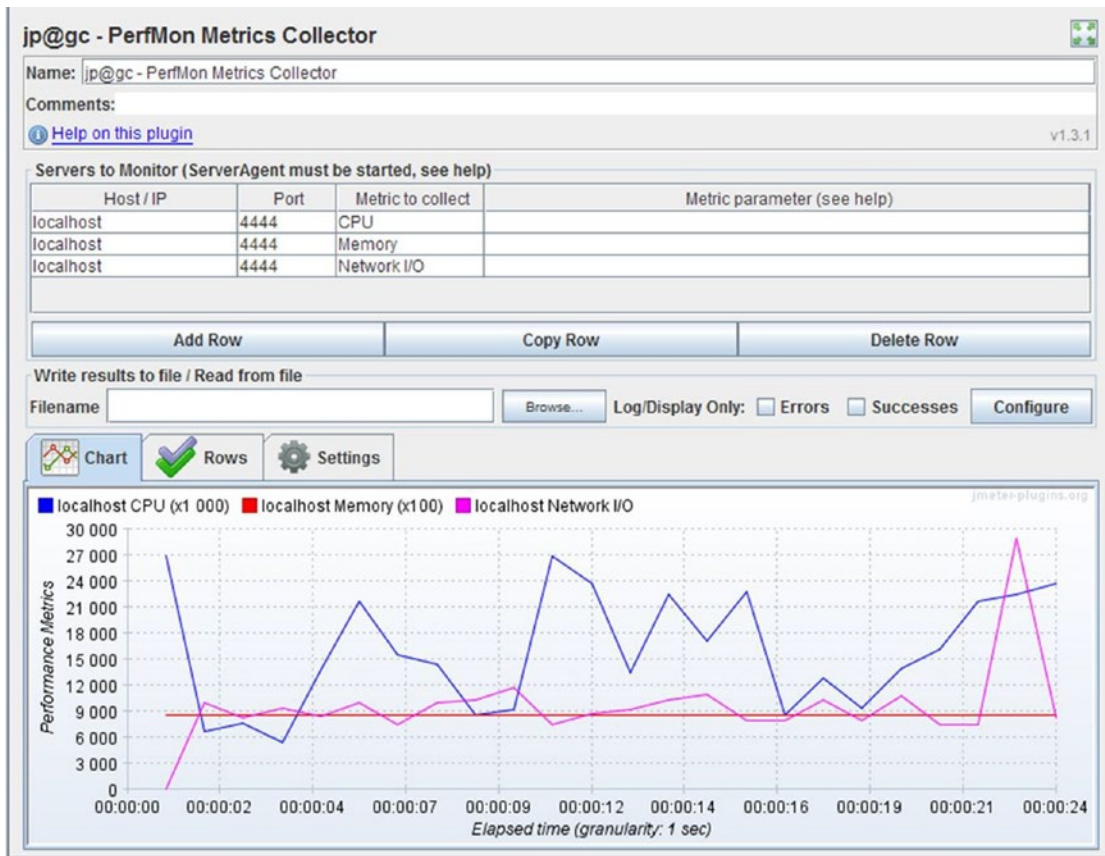 jp@gc - PerfMon Metrics Collector
Name: jp@gc - PerfMon Metrics Collector
Comments:
Help on this plugin v1.3.1
Servers to Monitor (ServerAgent must be started, see help)
Host / IP Port Metric to collect Metric parameter (see help)
localhost 4444 CPU
localhost 4444 Memory
localhost 4444 Network I/O
Add Row Copy Row Delete Row
Write results to file / Read from file
Filename Browse... Log/Display Only: Errors Successes Configure
Chart Rows Settings
jmeter-plugins.org
localhost CPU (x1 000) localhost Memory (x100) localhost Network I/O
30 000
27 000
24 000
21 000
18 000
15 000
12 000
9 000
6 000
3 000
0
Performance Metrics
00:00:00 00:00:02 00:00:04 00:00:07 00:00:09 00:00:12 00:00:14 00:00:16 00:00:19 00:00:21 00:00:24
Elapsed time (granularity: 1 sec)